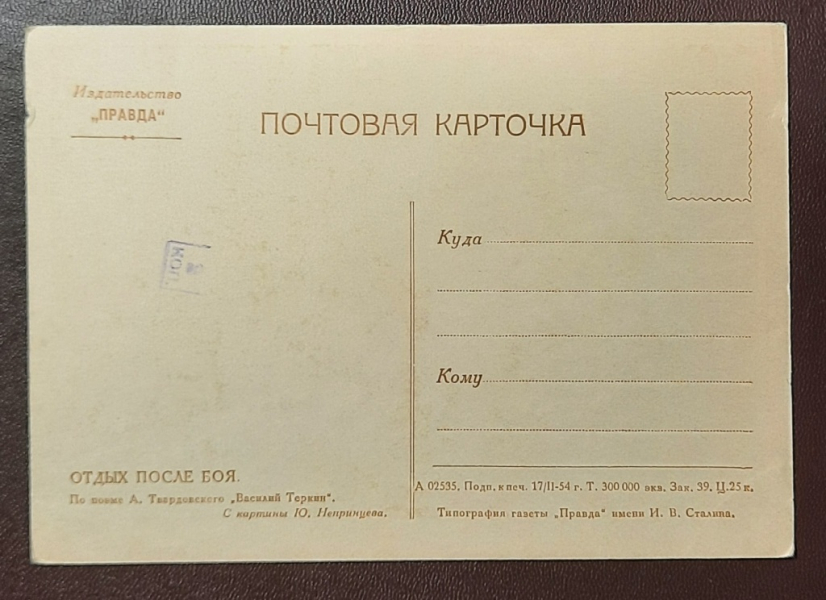 Издательство
„ПРАВДА“
ПОЧТОВАЯ КАРТОЧКА
Куда
КОП.
Кому
ОТДЫХ ПОСЛЕ БОЯ.
По поэме А. Твардовского „Василий Теркин“.
С картины Ю. Непринцева.
А 02535. Подп. к печ. 17/II-54 г. Т. 300 000 экз. Зак. 39. Ц. 25 к.
Типография газеты „Правда“ имени И. В. Сталина.